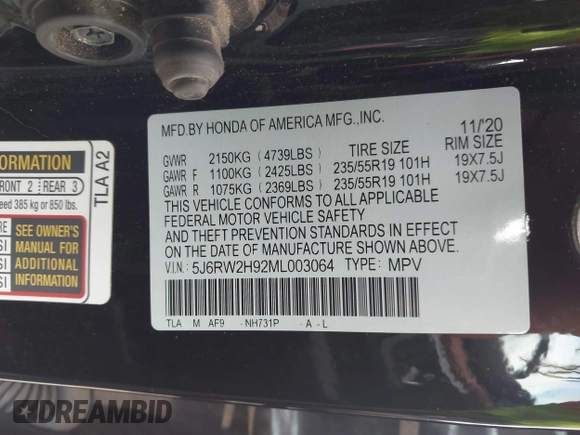 MFD.BY HONDA OF AMERICA MFG.,INC. 11/'20
GVWR 2150KG (4739LBS) TIRE SIZE RIM SIZE
GAWR F 1100KG (2425LBS) 235/55R19 101H 19X7.5J
GAWR R 1075KG (2369LBS) 235/55R19 101H 19X7.5J
THIS VEHICLE CONFORMS TO ALL APPLICABLE
FEDERAL MOTOR VEHICLE SAFETY
AND THEFT PREVENTION STANDARDS IN EFFECT
ON THE DATE OF MANUFACTURE SHOWN ABOVE.
V.I.N.: 5J6RW2H92ML003064 TYPE: MPV
TLA M AF9 -NH731P -A-L
ORMATION
FRONT 2 REAR 3
eed 385 kg or 850 lbs.
SEE OWNER'S
MANUAL FOR
ADDITIONAL
INFORMATION
TLA A2
DREAMBID